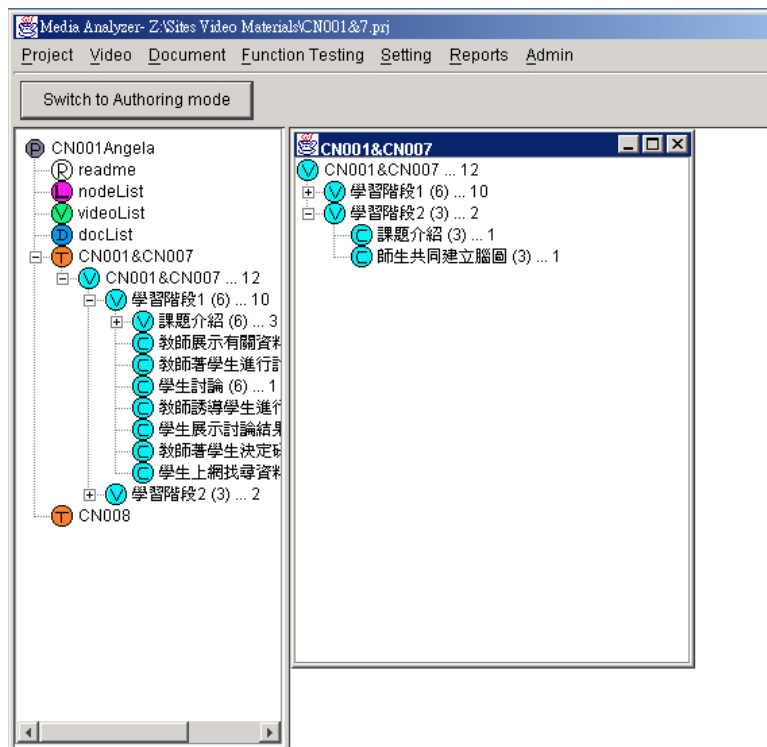 Media Analyzer- Z:\Sites Video Materials\CN001&7.prj
Project Video Document Function Testing Setting Reports Admin
Switch to Authoring mode
P CN001Angela
R readme
L nodeList
V videoList
D docList
T CN001&CN007
V CN001&CN007 ... 12
V 學習階段1 (6) ... 10
V 課題介紹 (6) ... 3
C 教師展示有關資料
C 教師著學生進行討
C 學生討論 (6) ... 1
C 教師誘導學生進行
C 學生展示討論結果
C 教師著學生決定研
C 學生上網找尋資料
V 學習階段2 (3) ... 2
T CN008
CN001&CN007
V CN001&CN007 ... 12
V 學習階段1 (6) ... 10
V 學習階段2 (3) ... 2
C 課題介紹 (3) ... 1
C 師生共同建立腦圖 (3) ... 1